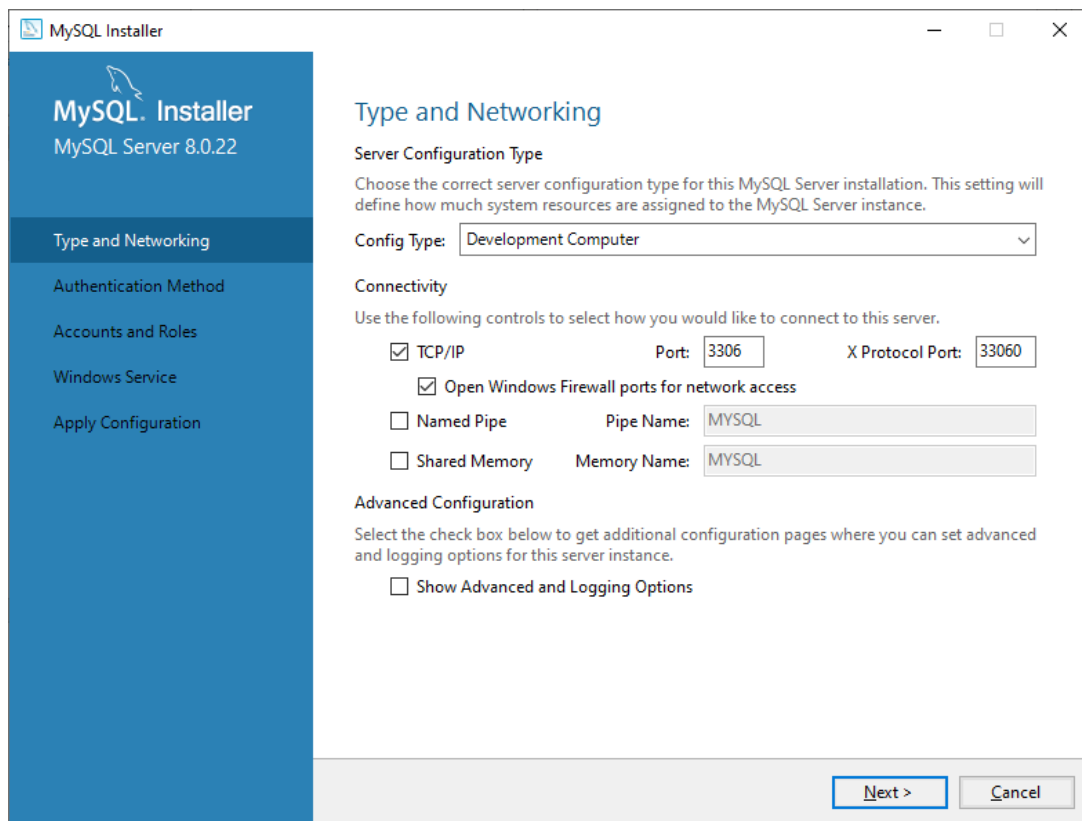 MySQL Installer
MySQL. Installer
MySQL Server 8.0.22
Type and Networking
Authentication Method
Accounts and Roles
Windows Service
Apply Configuration
Type and Networking
Server Configuration Type
Choose the correct server configuration type for this MySQL Server installation. This setting will
define how much system resources are assigned to the MySQL Server instance.
Config Type: Development Computer
Connectivity
Use the following controls to select how you would like to connect to this server.
TCP/IP Port: 3306 X Protocol Port: 33060
Open Windows Firewall ports for network access
Named Pipe Pipe Name: MYSQL
Shared Memory Memory Name: MYSQL
Advanced Configuration
Select the check box below to get additional configuration pages where you can set advanced
and logging options for this server instance.
Show Advanced and Logging Options
Next > Cancel